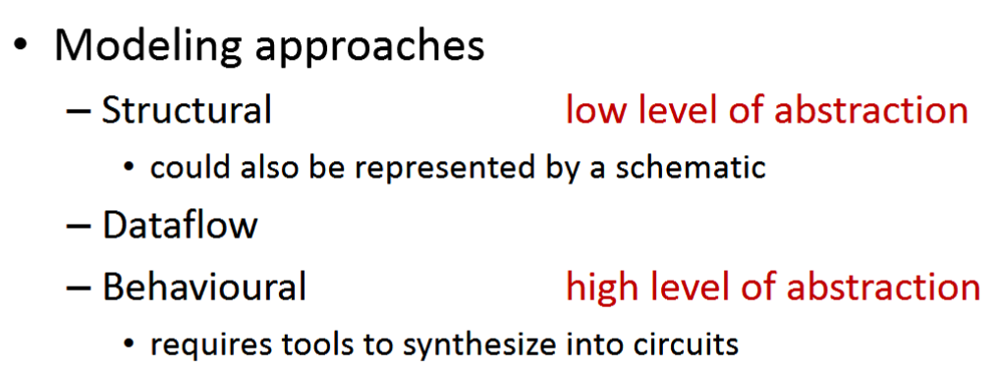 • Modeling approaches
– Structural low level of abstraction
• could also be represented by a schematic
– Dataflow
– Behavioural high level of abstraction
• requires tools to synthesize into circuits